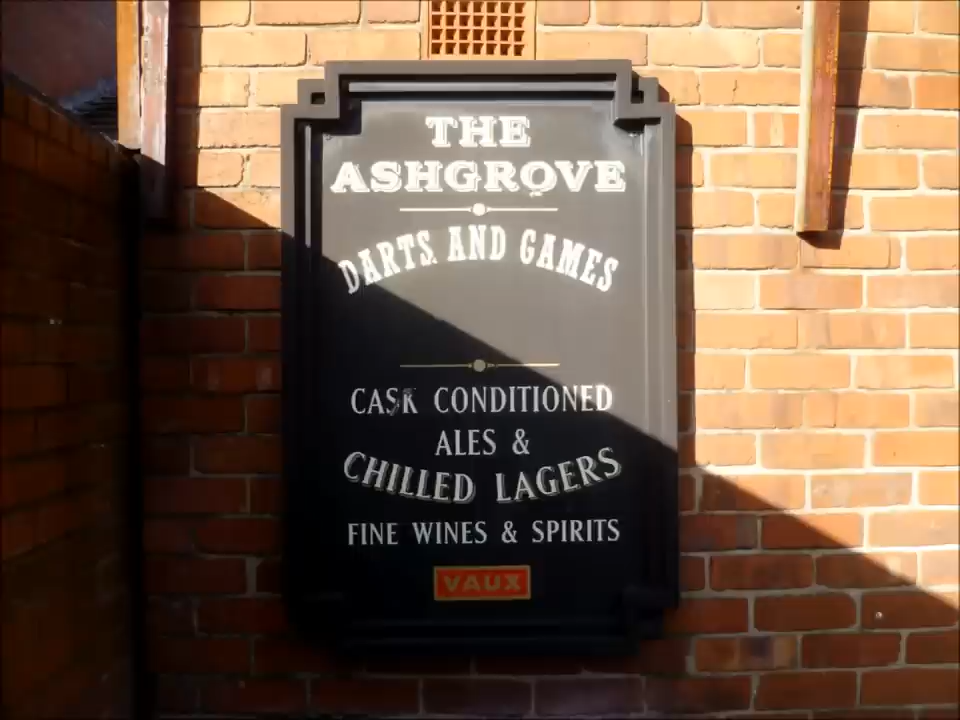 THE
ASHGROVE
DARTS AND GAMES
CASK CONDITIONED
ALES &
CHILLED LAGERS
FINE WINES & SPIRITS
VAUX